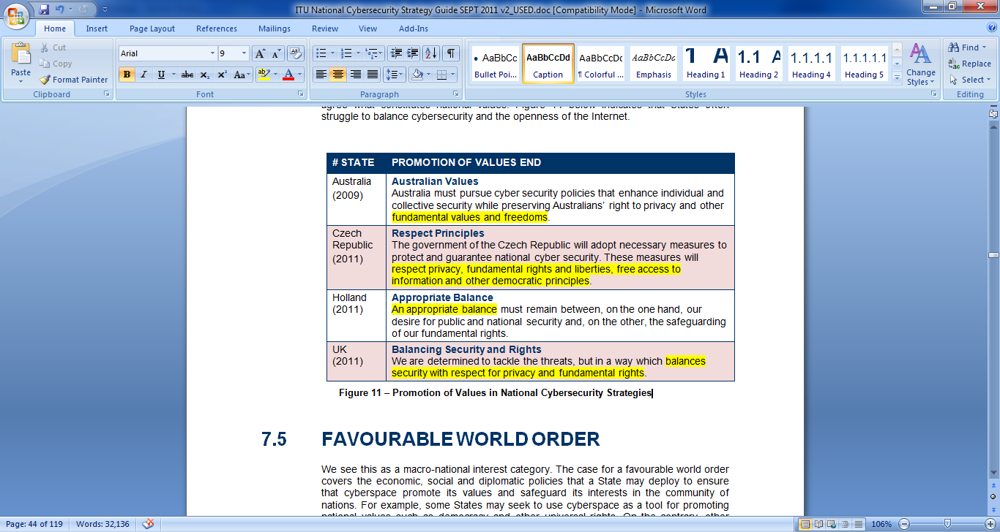 ITU National Cybersecurity Strategy Guide SEPT 2011 v2_USED.doc [Compatibility Mode] - Microsoft Word
Home Insert Page Layout References Mailings Review View Add-Ins
Paste
Cut
Copy
Format Painter
Clipboard
Arial 9
Font
Paragraph
AaBbCc AaBbCcDd AaBbCcDc AaBbCcDc 1 A 1.1 A 1.1.1.1 1.1.1.1.1
Bullet Poi... Caption ¶ Colorful ... Emphasis Heading 1 Heading 2 Heading 4 Heading 5
Change Styles
Styles
Find
Replace
Select
Editing
struggle to balance cybersecurity and the openness of the Internet.
# STATE PROMOTION OF VALUES END
Australia
(2009)
Australian Values
Australia must pursue cyber security policies that enhance individual and
collective security while preserving Australians' right to privacy and other
fundamental values and freedoms.
Czech
Republic
(2011)
Respect Principles
The government of the Czech Republic will adopt necessary measures to
protect and guarantee national cyber security. These measures will
respect privacy, fundamental rights and liberties, free access to
information and other democratic principles.
Holland
(2011)
Appropriate Balance
An appropriate balance must remain between, on the one hand, our
desire for public and national security and, on the other, the safeguarding
of our fundamental rights.
UK
(2011)
Balancing Security and Rights
We are determined to tackle the threats, but in a way which balances
security with respect for privacy and fundamental rights.
Figure 11 – Promotion of Values in National Cybersecurity Strategies
7.5 FAVOURABLE WORLD ORDER
We see this as a macro-national interest category. The case for a favourable world order
covers the economic, social and diplomatic policies that a State may deploy to ensure
that cyberspace promote its values and safeguard its interests in the community of
nations. For example, some States may seek to use cyberspace as a tool for promoting
national values such as democracy and other universal rights. On the contrary, other
Page: 44 of 119 Words: 32,136 106%